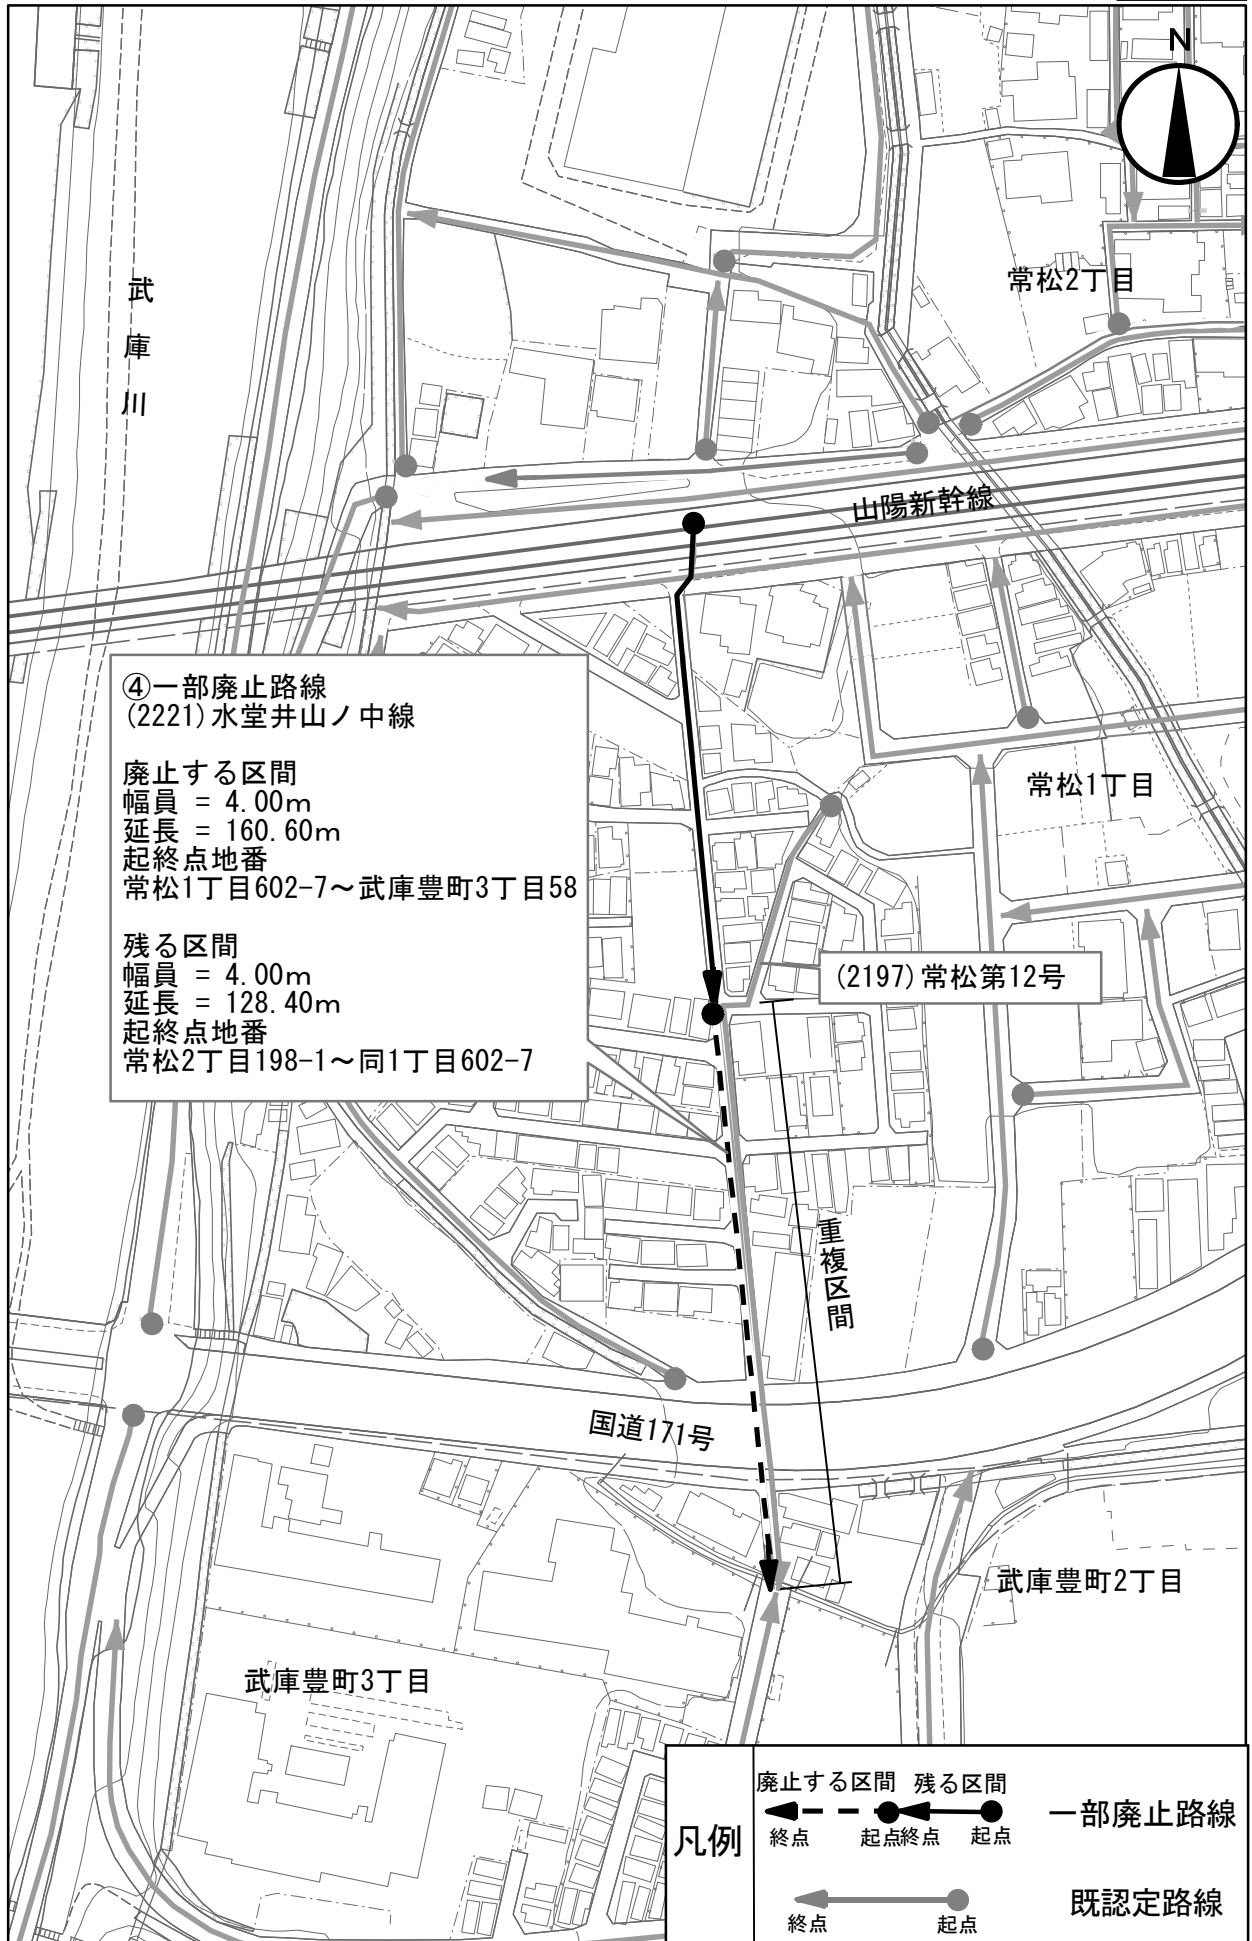 N
常松2丁目
武庫川
山陽新幹線
④一部廃止路線
(2221)水堂井山ノ中線
廃止する区間
幅員 = 4.00m
延長 = 160.60m
起終点地番
常松1丁目602-7～武庫豊町3丁目58
残る区間
幅員 = 4.00m
延長 = 128.40m
起終点地番
常松2丁目198-1～同1丁目602-7
常松1丁目
(2197)常松第12号
重複区間
国道171号
武庫豊町2丁目
武庫豊町3丁目
凡例
廃止する区間 残る区間
終点 起点終点 起点
一部廃止路線
終点 起点
既認定路線